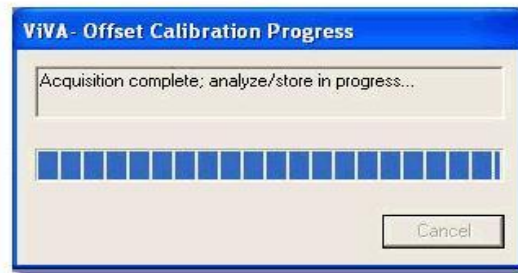 ViVA- Offset Calibration Progress
Acquisition complete; analyze/store in progress...
Cancel